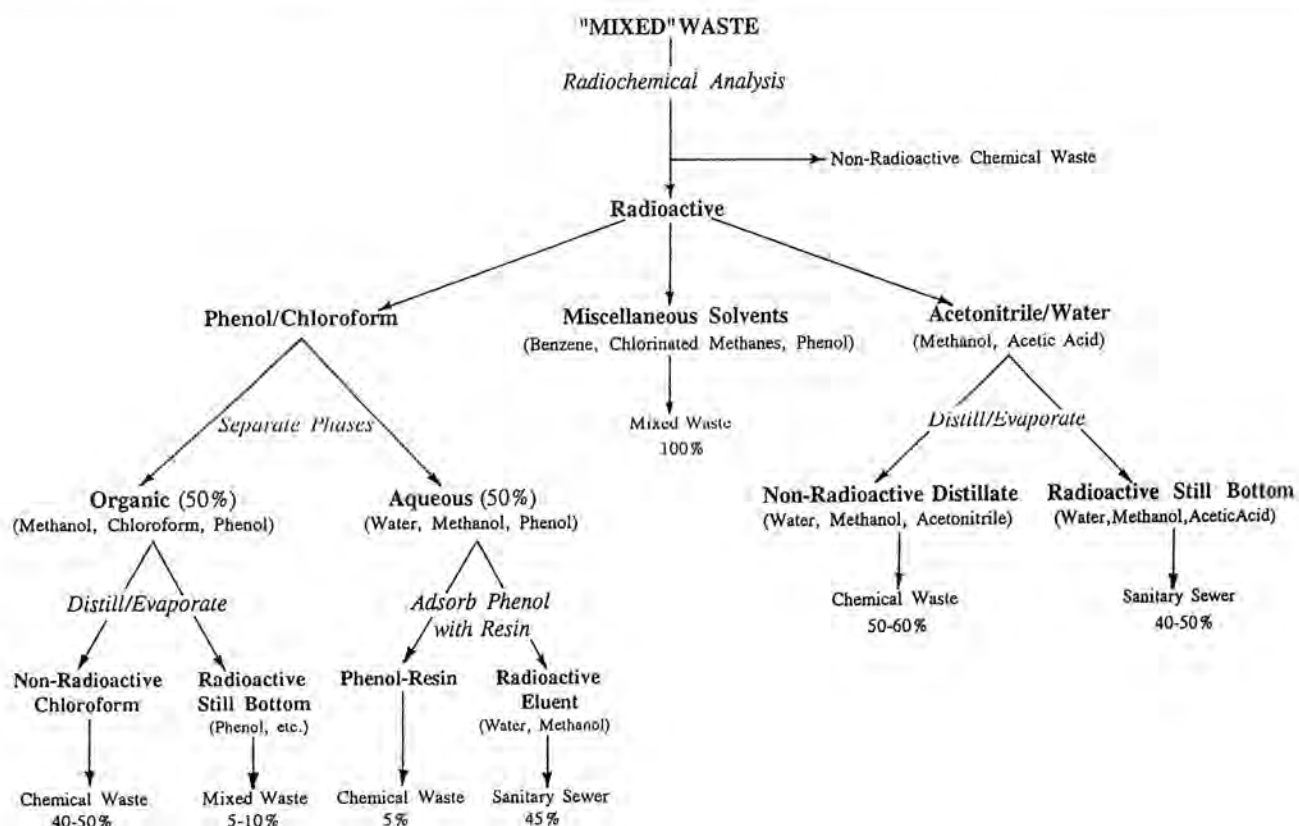 "MIXED" WASTE
Radiochemical Analysis
Non-Radioactive Chemical Waste
Radioactive
Phenol/Chloroform
Miscellaneous Solvents
(Benzene, Chlorinated Methanes, Phenol)
Acetonitrile/Water
(Methanol, Acetic Acid)
Separate Phases
Mixed Waste
100%
Distill/Evaporate
Organic (50%)
(Methanol, Chloroform, Phenol)
Aqueous (50%)
(Water, Methanol, Phenol)
Non-Radioactive Distillate
(Water, Methanol, Acetonitrile)
Radioactive Still Bottom
(Water,Methanol,AceticAcid)
Chemical Waste
50-60%
Sanitary Sewer
40-50%
Distill/Evaporate
Adsorb Phenol
with Resin
Non-Radioactive
Chloroform
Radioactive
Still Bottom
(Phenol, etc.)
Phenol-Resin
Radioactive
Eluent
(Water, Methanol)
Chemical Waste
40-50%
Mixed Waste
5-10%
Chemical Waste
5%
Sanitary Sewer
45%